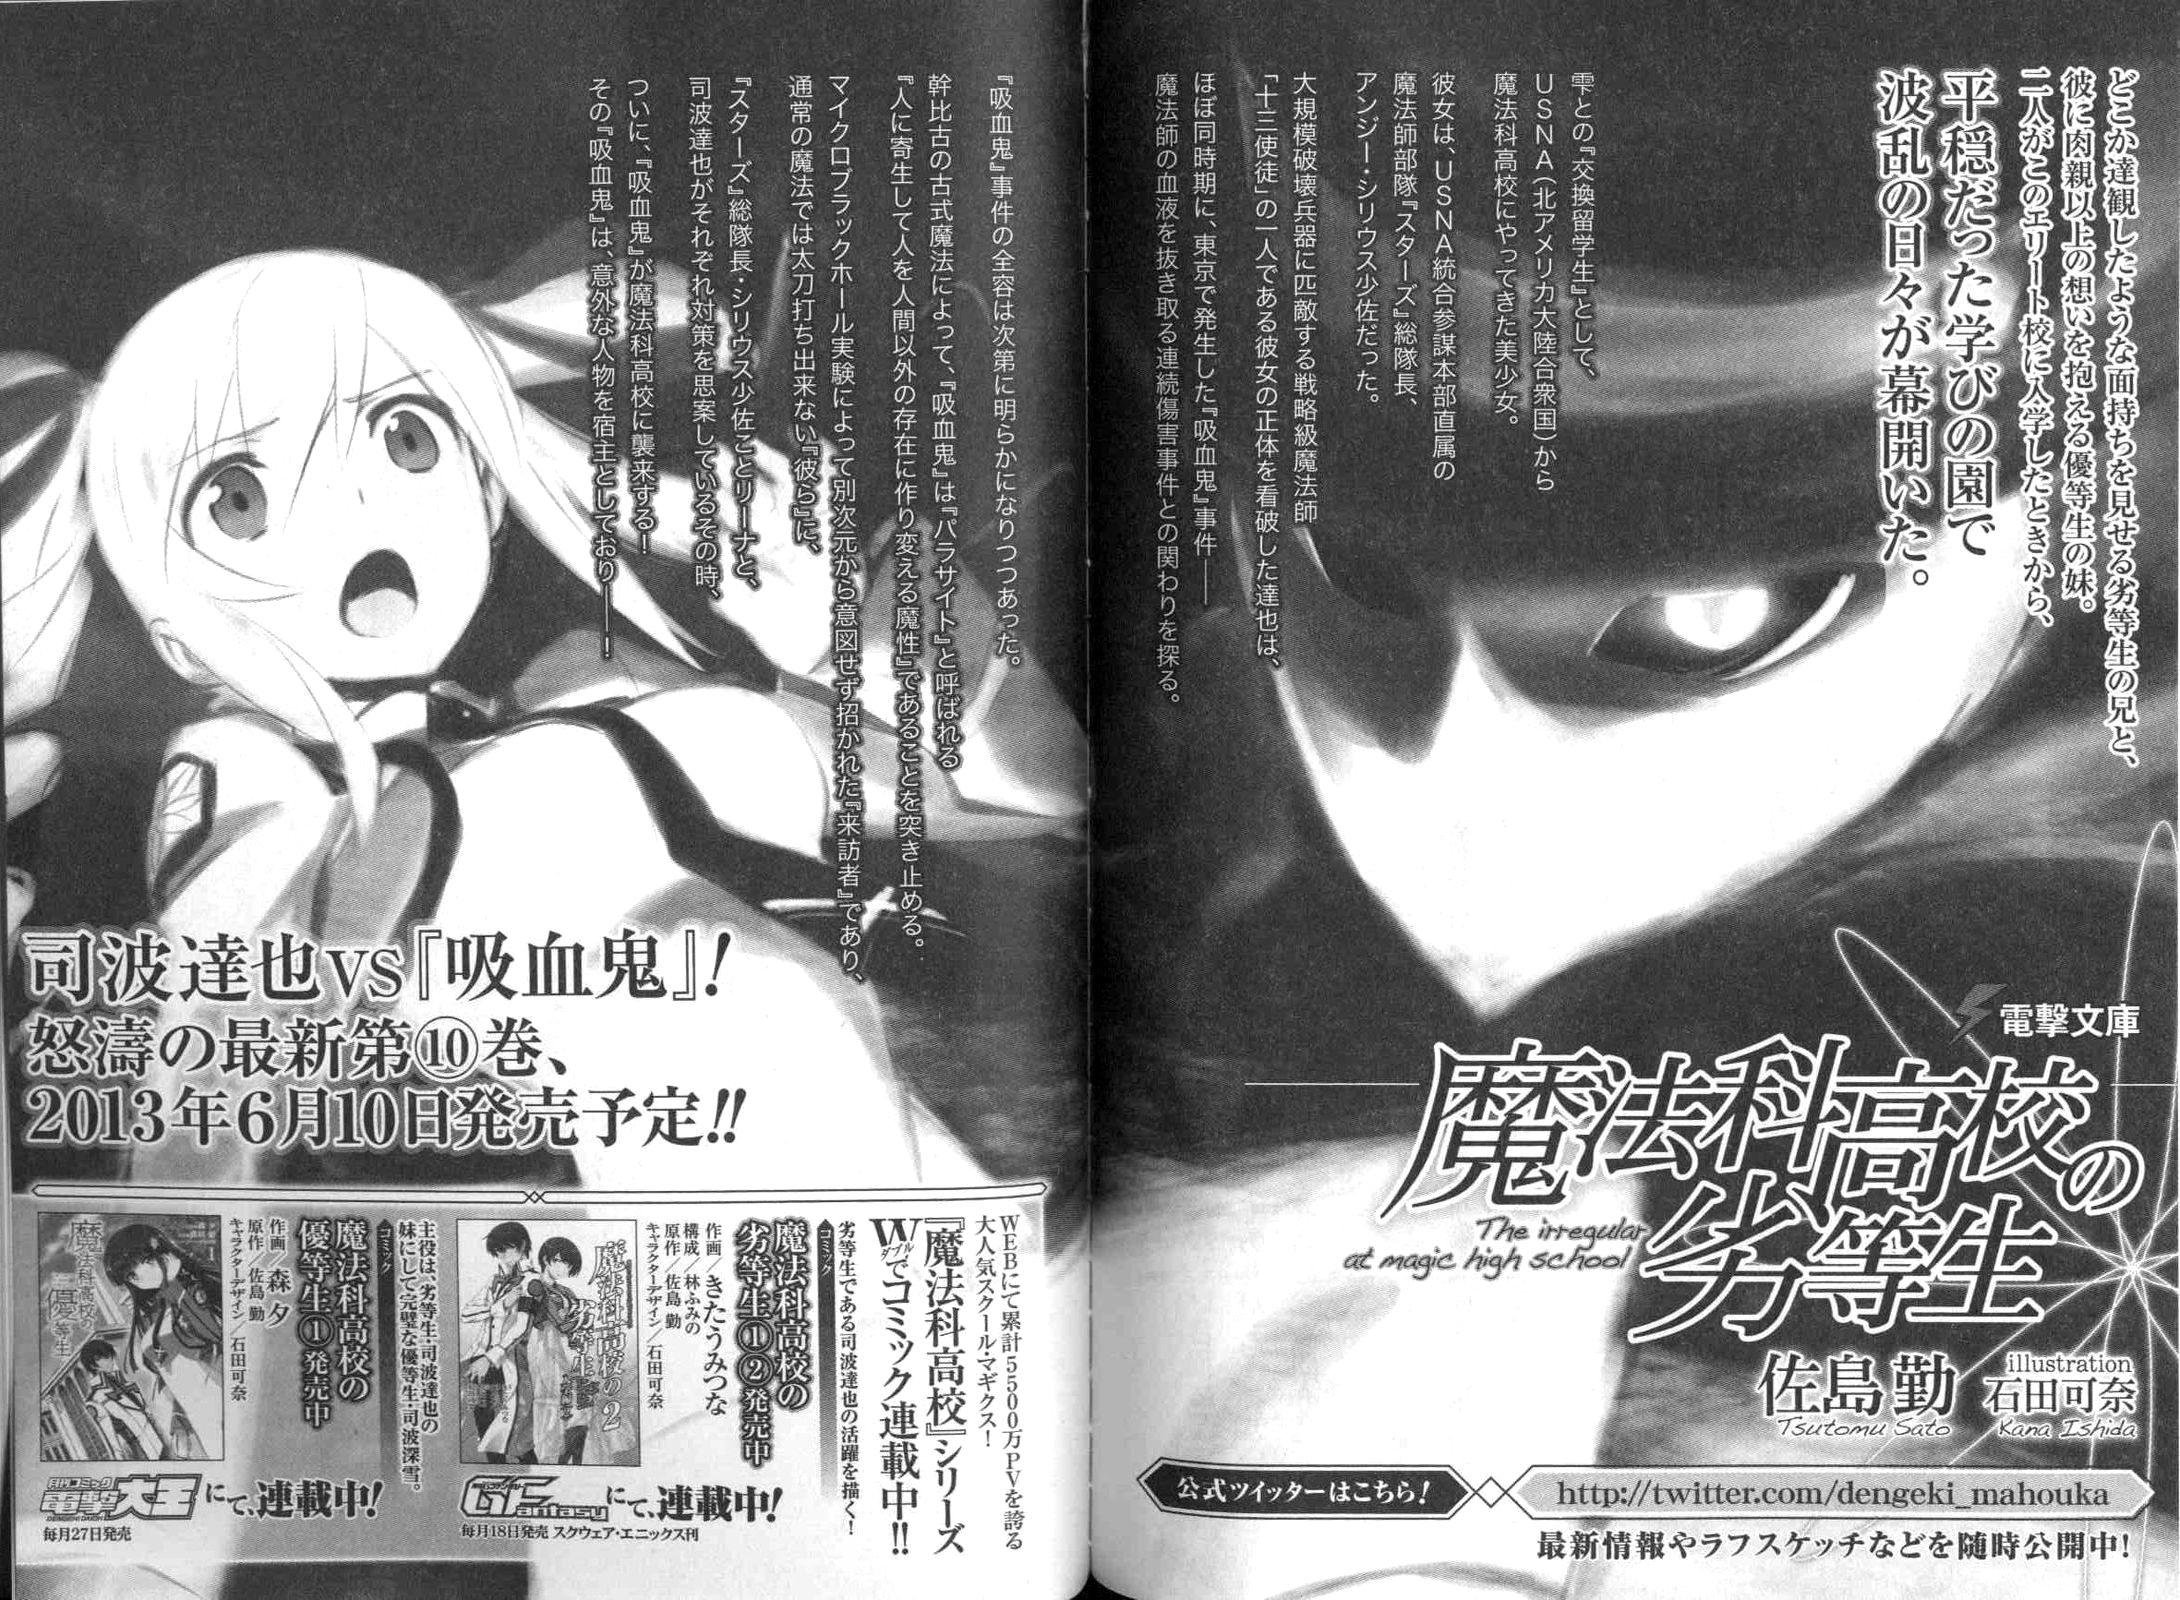 どこか達観したような面持ちを見せる劣等生の兄と、
彼に肉親以上の想いを抱える優等生の妹。
二人がこのエリート校に入学したときから、
平穏だった学びの園で
波乱の日々が幕開いた。
雫との『交換留学生』として、
USNA(北アメリカ大陸合衆国)から
魔法科高校にやってきた美少女。
彼女は、USNA統合参謀本部直属の
魔法師部隊『スターズ』総隊長、
アンジー・シリウス少佐だった。
大規模破壊兵器に匹敵する戦略級魔法師
「十三使徒」の一人である彼女の正体を看破した達也は、
ほぼ同時期に、東京で発生した『吸血鬼』事件――
魔法師の血液を抜き取る連続傷害事件との関わりを探る。
電撃文庫
魔法科高校の
劣等生
The irregular
at magic high school
佐島 勤
Tsutomu Sato
illustration
石田可奈
Kana Ishida
公式ツイッターはこちら!
http://twitter.com/dengeki_mahouka
最新情報やラフスケッチなどを随時公開中!
『吸血鬼』事件の全容は次第に明らかになりつつあった。
幹比古の古式魔法によって、『吸血鬼』は『パラサイト』と呼ばれる
『人に寄生して人を人間以外の存在に作り変える魔性』であることを突き止める。
マイクロブラックホール実験によって別次元から意図せず招かれた『来訪者』であり、
通常の魔法では太刀打ち出来ない『彼ら』に、
『スターズ』総隊長・シリウス少佐ことリーナと、
司波達也がそれぞれ対策を思案しているその時、
ついに、『吸血鬼』が魔法科高校に襲来する!
その『吸血鬼』は、意外な人物を宿主としており――!
司波達也VS『吸血鬼』!
怒濤の最新第⑩巻、
2013年6月10日発売予定!!
WEBにて累計5500万PVを誇る
大人気スクール・マギクス!
『魔法科高校』シリーズ
W(ダブル)でコミック連載中!!
劣等生である司波達也の活躍を描く!
コミック
魔法科高校の
劣等生①②発売中
作画/きたうみつな
構成/林ふみの
原作/佐島 勤
キャラクターデザイン/石田可奈
魔法科高校の
劣等生
2
GFantasyにて、連載中!
毎月18日発売 スクウェア・エニックス刊
主役は、劣等生・司波達也の
妹にして完璧な優等生・司波深雪。
コミック
魔法科高校の
優等生①発売中
作画/森 夕
原作/佐島 勤
キャラクターデザイン/石田可奈
魔法科高校の
優等生
1
月刊コミック
電撃大王にて、連載中!
DENGEKI DAIOH
毎月27日発売